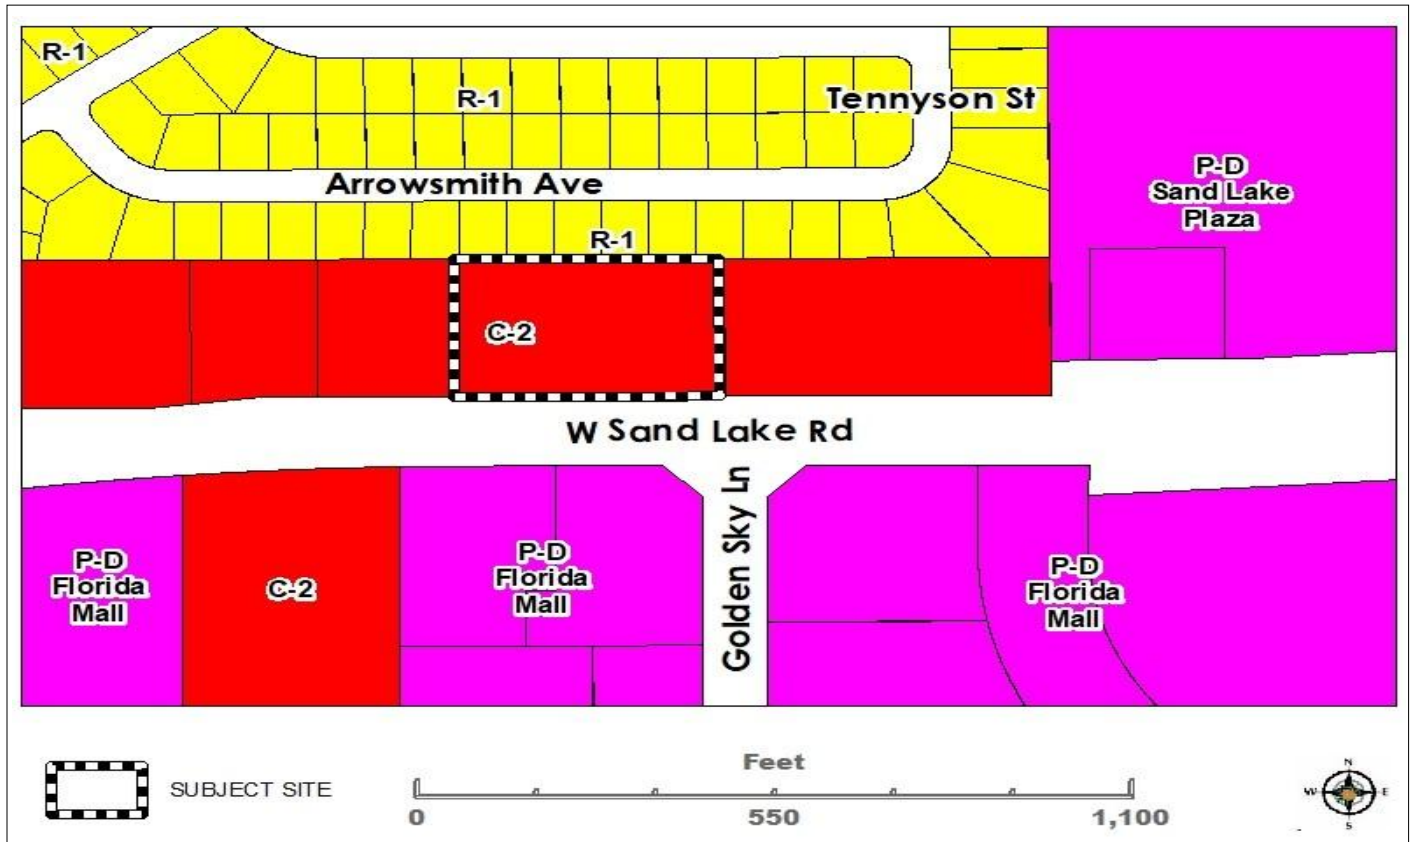 R-1
R-1
Tennyson St
P-D
Sand Lake
Plaza
Arrowsmith Ave
R-1
C-2
W Sand Lake Rd
Golden Sky Ln
P-D
Florida
Mall
C-2
P-D
Florida
Mall
P-D
Florida
Mall
SUBJECT SITE
Feet
0 550 1,100
N
W E
S